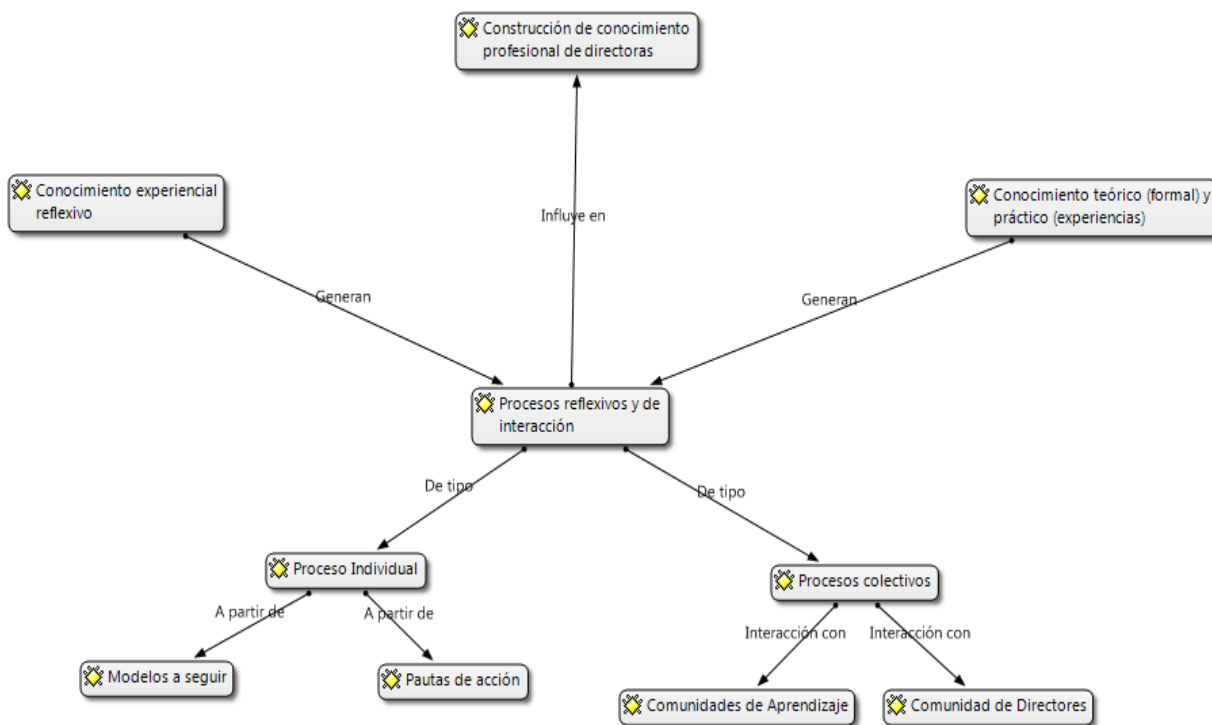 Construcción de conocimiento
profesional de directoras
Conocimiento experiencial
reflexivo
Conocimiento teórico (formal) y
práctico (experiencias)
Influye en
Generan
Generan
Procesos reflexivos y de
interacción
De tipo
De tipo
Proceso Individual
Procesos colectivos
A partir de
A partir de
Interacción con
Interacción con
Modelos a seguir
Pautas de acción
Comunidades de Aprendizaje
Comunidad de Directores